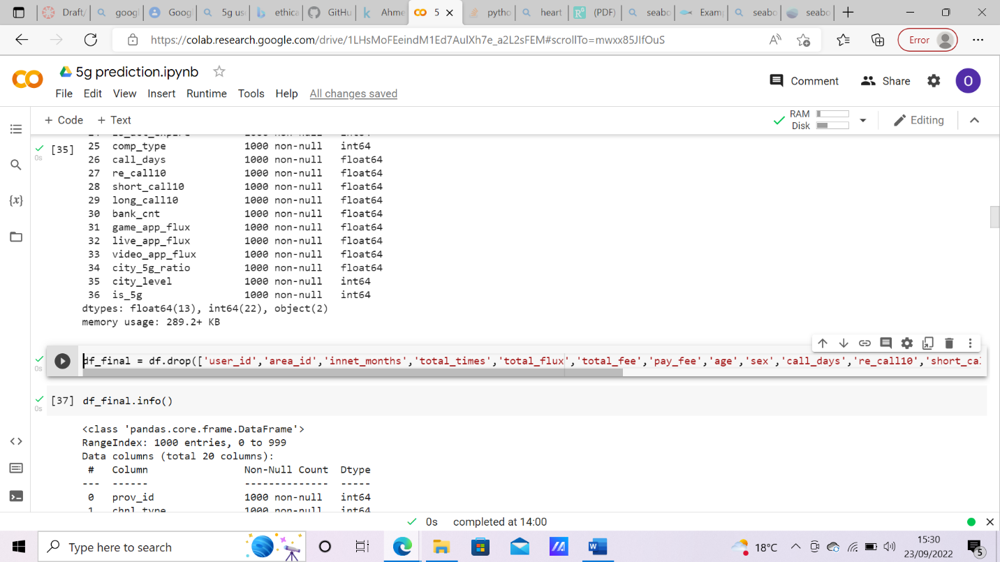 Draft/
googl
Goog
5g us
ethica
GitHu
Ahme
5
pytho
heart
(PDF)
seabo
Exam
seabo
seabo
https://colab.research.google.com/drive/1LHsMoFEeindM1Ed7AulXh7e_a2L2sFEM#scrollTo=mwxx85JIfOuS
Error
5g prediction.ipynb
File Edit View Insert Runtime Tools Help All changes saved
Comment
Share
O
+ Code + Text
RAM
Disk
Editing
[35]
0s
25 comp_type 1000 non-null int64
26 call_days 1000 non-null float64
27 re_call10 1000 non-null float64
28 short_call10 1000 non-null float64
29 long_call10 1000 non-null float64
30 bank_cnt 1000 non-null float64
31 game_app_flux 1000 non-null float64
32 live_app_flux 1000 non-null float64
33 video_app_flux 1000 non-null float64
34 city_5g_ratio 1000 non-null float64
35 city_level 1000 non-null int64
36 is_5g 1000 non-null int64
dtypes: float64(13), int64(22), object(2)
memory usage: 289.2+ KB
0s
df_final = df.drop(['user_id','area_id','innet_months','total_times','total_flux','total_fee','pay_fee','age','sex','call_days','re_call10','short_ca
[37] df_final.info()
0s
<class 'pandas.core.frame.DataFrame'>
RangeIndex: 1000 entries, 0 to 999
Data columns (total 20 columns):
# Column Non-Null Count Dtype
--- ------ -------------- -----
0 prov_id 1000 non-null int64
1 chnl_type 1000 non-null int64
0s completed at 14:00
Type here to search
18°C
15:30
23/09/2022
5